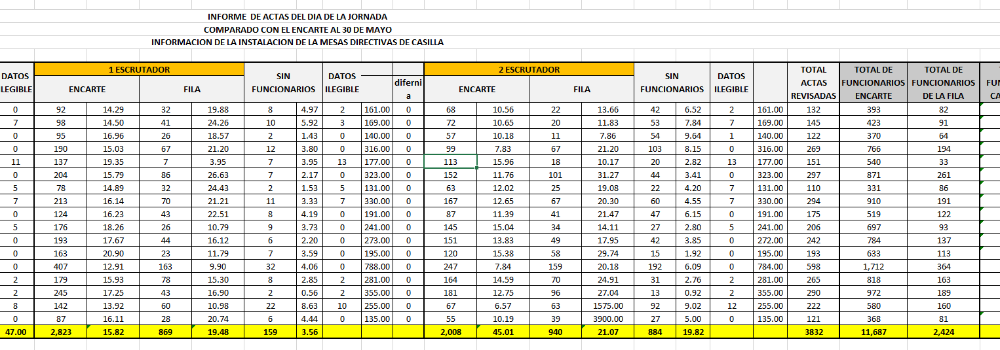 INFORME DE ACTAS DEL DIA DE LA JORNADA
COMPARADO CON EL ENCARTE AL 30 DE MAYO
INFORMACION DE LA INSTALACION DE LA MESAS DIRECTIVAS DE CASILLA
DATOS ILEGIBLE 1 ESCRUTADOR SIN FUNCIONARIOS DATOS ILEGIBLE difernia 2 ESCRUTADOR SIN FUNCIONARIOS DATOS ILEGIBLE TOTAL ACTAS REVISADAS TOTAL DE FUNCIONARIOS ENCARTE TOTAL DE FUNCIONARIOS DE LA FILA
ENCARTE FILA ENCARTE FILA
0 92 14.29 32 19.88 8 4.97 2 161.00 0 68 10.56 22 13.66 42 6.52 2 161.00 132 393 82
7 98 14.50 41 24.26 10 5.92 3 169.00 0 72 10.65 20 11.83 53 7.84 7 169.00 145 423 91
0 95 16.96 26 18.57 2 1.43 0 140.00 0 57 10.18 11 7.86 54 9.64 1 140.00 122 370 64
0 190 15.03 67 21.20 12 3.80 0 316.00 0 99 7.83 67 21.20 103 8.15 0 316.00 269 766 194
11 137 19.35 7 3.95 7 3.95 13 177.00 0 113 15.96 18 10.17 20 2.82 13 177.00 151 540 33
0 204 15.79 86 26.63 7 2.17 0 323.00 0 152 11.76 101 31.27 44 3.41 0 323.00 297 871 261
5 78 14.89 32 24.43 2 1.53 5 131.00 0 63 12.02 25 19.08 22 4.20 7 131.00 110 331 86
7 213 16.14 70 21.21 11 3.33 7 330.00 0 167 12.65 67 20.30 60 4.55 7 330.00 294 910 191
0 124 16.23 43 22.51 8 4.19 0 191.00 0 87 11.39 41 21.47 47 6.15 0 191.00 175 519 122
5 176 18.26 26 10.79 9 3.73 0 241.00 0 145 15.04 34 14.11 27 2.80 5 241.00 206 697 93
0 193 17.67 44 16.12 6 2.20 0 273.00 0 151 13.83 49 17.95 42 3.85 0 272.00 242 784 137
0 163 20.90 23 11.79 7 3.59 0 195.00 0 120 15.38 58 29.74 15 1.92 0 195.00 193 633 113
0 407 12.91 163 9.90 32 4.06 0 788.00 0 247 7.84 159 20.18 192 6.09 0 784.00 598 1,712 364
2 179 15.93 78 15.30 8 2.85 2 281.00 0 164 14.59 70 24.91 31 2.76 2 281.00 265 818 163
2 245 17.25 43 16.90 2 0.56 2 355.00 0 181 12.75 96 27.04 13 0.92 2 355.00 290 972 189
8 142 13.92 60 10.98 22 8.63 10 255.00 0 67 6.57 63 1575.00 92 9.02 12 255.00 222 580 160
0 87 16.11 28 20.74 6 4.44 0 135.00 0 55 10.19 39 3900.00 27 5.00 0 135.00 121 368 81
47.00 2,823 15.82 869 19.48 159 3.56 2,008 45.01 940 21.07 884 19.82 3832 11,687 2,424